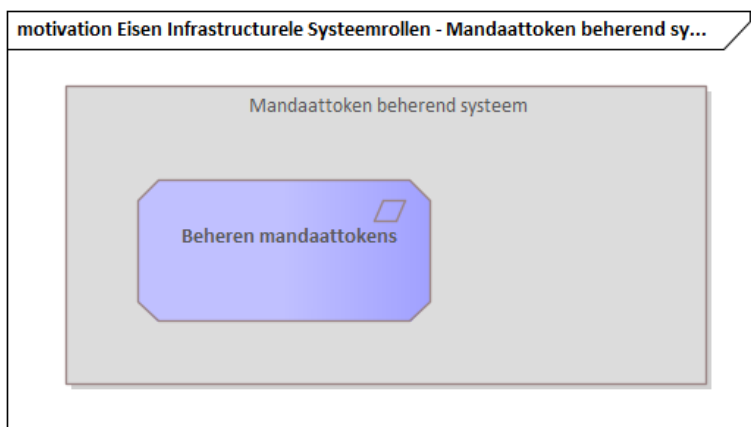 motivation Eisen Infrastructurele Systeemrollen - Mandaattoken beherend sy...
Mandaattoken beherend systeem
Beheren mandaattokens